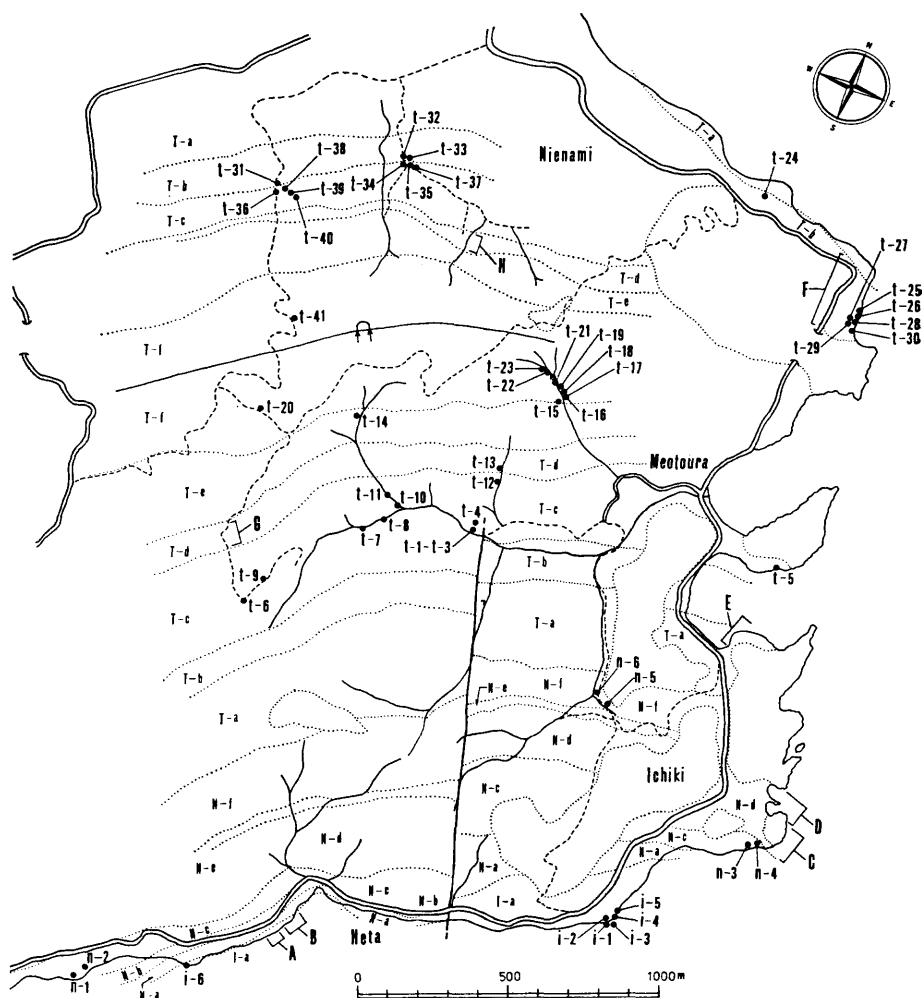 N
W
E
S
T-a
t-32
t-33
Nienami
T-a
t-24
t-31
t-38
T-b
t-39
t-34
t-35
t-37
t-36
T-c
t-40
T-b
t-27
H
F
t-25
t-26
t-28
t-29
t-30
T-d
T-e
t-41
T-f
t-21
t-19
t-18
t-17
t-23
t-22
t-16
t-15
t-20
T-f
t-14
Meotoura
t-13
T-d
t-12
T-e
t-11
t-10
t-4
T-c
G
t-7
t-8
t-1-t-3
T-d
T-b
t-5
t-9
t-6
T-c
E
T-a
T-a
T-b
n-6
N-e
N-f
n-5
T-a
N-f
N-d
Ichiki
N-c
N-d
D
N-f
N-d
N-c
C
N-e
N-a
N-a
n-3
n-4
N-c
N-b
I-a
i-5
i-4
N-a
Neta
i-2
i-1
i-3
N-c
B
A
I-a
n-2
N-b
n-1
N-a
i-6
0
500
1000m